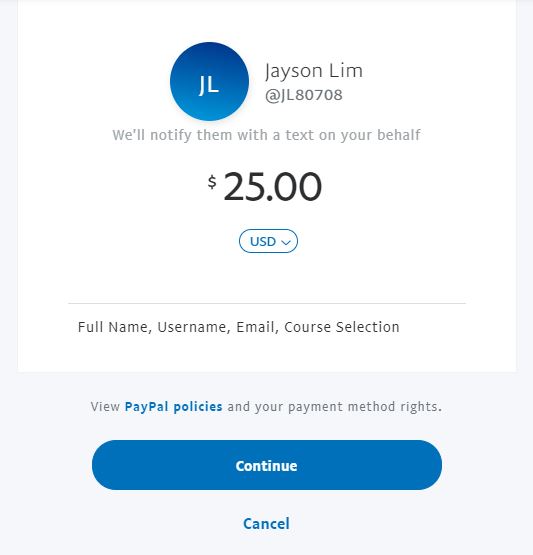 JL
Jayson Lim
@JL80708
We'll notify them with a text on your behalf
$ 25.00
USD
Full Name, Username, Email, Course Selection
View PayPal policies and your payment method rights.
Continue
Cancel